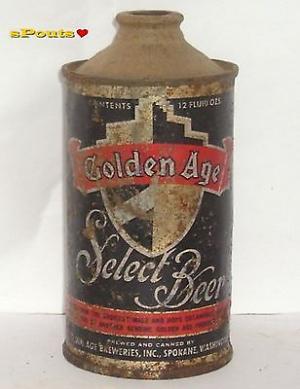 sPouts
CONTENTS 12 FLUID OZS.
Golden Age
Select Beer
BREWED AND CANNED BY
AGE BREWERIES, INC., SPOKANE, WASHINGTON